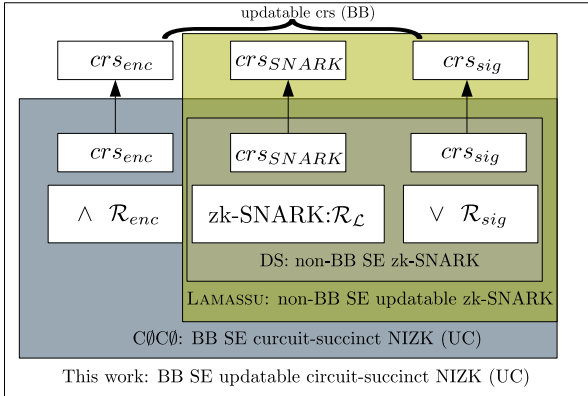 updatable crs (BB)
crs_enc crs_SNARK crs_sig
crs_enc crs_SNARK crs_sig
∧ R_enc zk-SNARK:R_L ∨ R_sig
DS: non-BB SE zk-SNARK
LAMASSU: non-BB SE updatable zk-SNARK
CØCØ: BB SE curcuit-succinct NIZK (UC)
This work: BB SE updatable circuit-succinct NIZK (UC)